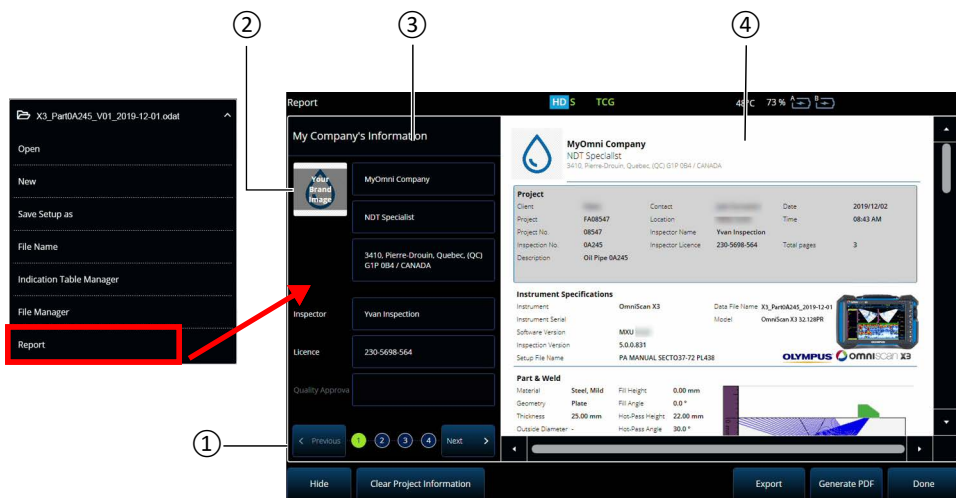 ② ③ ④
X3_Part0A245_V01_2019-12-01.odat
Open
New
Save Setup as
File Name
Indication Table Manager
File Manager
Report
Report HD S TCG 48°C 73 % A B
My Company's Information
Your Brand Image
MyOmni Company
NDT Specialist
3410, Pierre-Drouin, Quebec, (QC)
G1P 0B4 / CANADA
Inspector Yvan Inspection
Licence 230-5698-564
Quality Approva
① < Previous 1 2 3 4 Next >
MyOmni Company
NDT Specialist
3410, Pierre-Drouin, Quebec, (QC) G1P 0B4 / CANADA
Project
Client Contact Date 2019/12/02
Project FA08547 Location Time 08:43 AM
Project No. 08547 Inspector Name Yvan Inspection
Inspection No. 0A245 Inspector Licence 230-5698-564 Total pages 3
Description Oil Pipe 0A245
Instrument Specifications
Instrument OmniScan X3 Data File Name X3_Part0A245_2019-12-01
Instrument Serial Model OmniScan X3 32.128PR
Software Version MXU
Inspection Version 5.0.0.831
Setup File Name PA MANUAL SECTO37-72 PL438 OLYMPUS OmniScan X3
Part & Weld
Material Steel, Mild Fill Height 0.00 mm
Geometry Plate Fill Angle 0.0 °
Thickness 25.00 mm Hot-Pass Height 22.00 mm
Outside Diameter - Hot-Pass Angle 30.0 °
Hide Clear Project Information Export Generate PDF Done